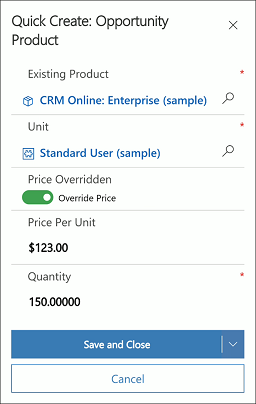 Quick Create: Opportunity
Product
Existing Product *
CRM Online: Enterprise (sample)
Unit *
Standard User (sample)
Price Overridden
Override Price
Price Per Unit
$123.00
Quantity *
150.00000
Save and Close
Cancel